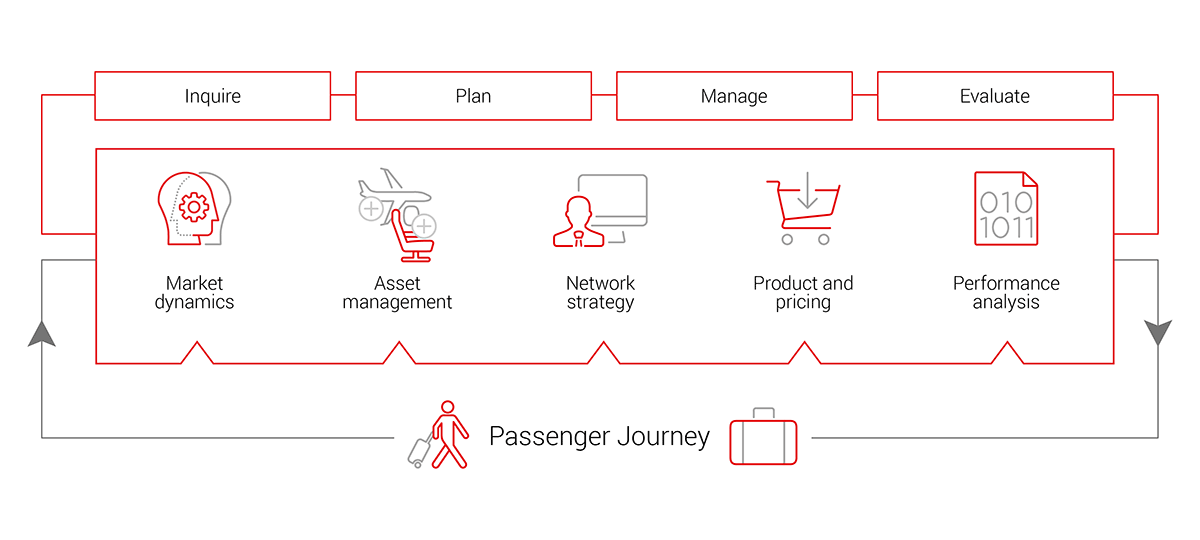 Inquire
Plan
Manage
Evaluate
010
1011
Market
dynamics
Asset
management
Network
strategy
Product and
pricing
Performance
analysis
Passenger Journey